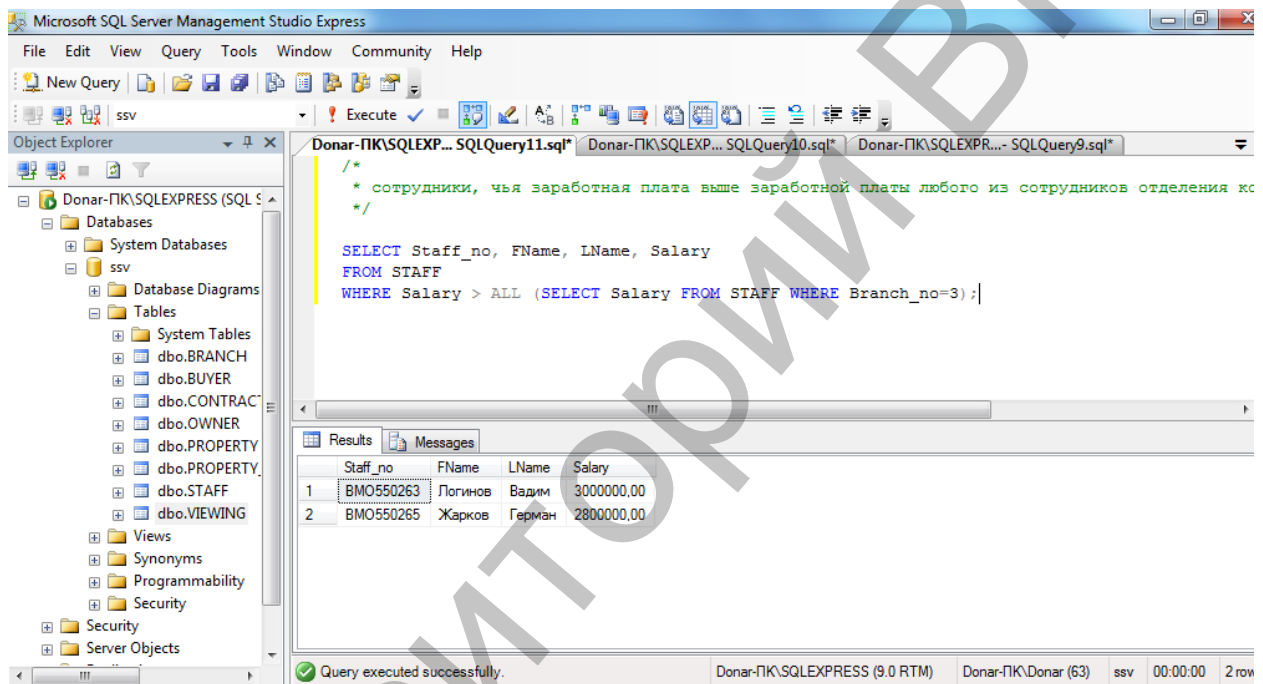 Microsoft SQL Server Management Studio Express
File Edit View Query Tools Window Community Help
New Query
ssv
Execute
Object Explorer
Donar-ПК\SQLEXP... SQLQuery11.sql* Donar-ПК\SQLEXP... SQLQuery10.sql* Donar-ПК\SQLEXPR...- SQLQuery9.sql*
Donar-ПК\SQLEXPRESS (SQL S
Databases
System Databases
ssv
Database Diagrams
Tables
System Tables
dbo.BRANCH
dbo.BUYER
dbo.CONTRACT
dbo.OWNER
dbo.PROPERTY
dbo.PROPERTY_
dbo.STAFF
dbo.VIEWING
Views
Synonyms
Programmability
Security
Security
Server Objects
/*
* сотрудники, чья заработная плата выше заработной платы любого из сотрудников отделения ко
*/
SELECT Staff_no, FName, LName, Salary
FROM STAFF
WHERE Salary > ALL (SELECT Salary FROM STAFF WHERE Branch_no=3);
Results Messages
Staff_no FName LName Salary
1 BMO550263 Логинов Вадим 3000000,00
2 BMO550265 Жарков Герман 2800000,00
Query executed successfully. Donar-ПК\SQLEXPRESS (9.0 RTM) Donar-ПК\Donar (63) ssv 00:00:00 2 row